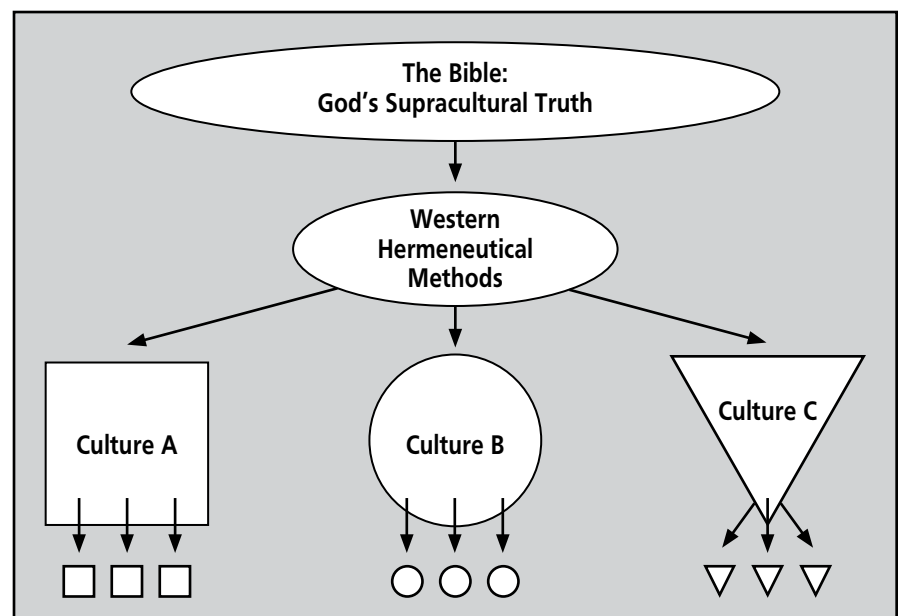 The Bible:
God's Supracultural Truth
Western
Hermeneutical
Methods
Culture A
Culture B
Culture C